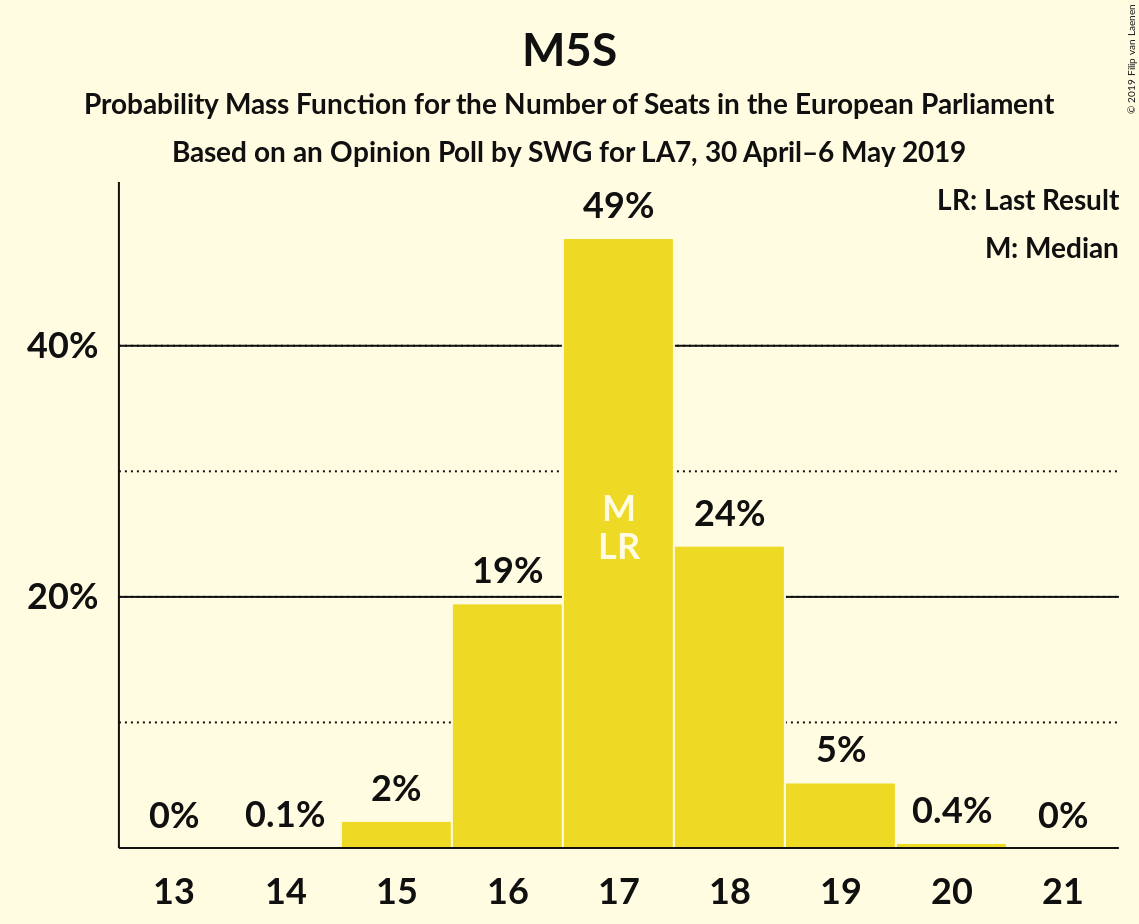 M5S
Probability Mass Function for the Number of Seats in the European Parliament
Based on an Opinion Poll by SWG for LA7, 30 April–6 May 2019
© 2019 Filip van Laenen
LR: Last Result
M: Median
49%
40%
24%
M
LR
19%
20%
5%
2%
0.4%
0%
0.1%
0%
13 14 15 16 17 18 19 20 21